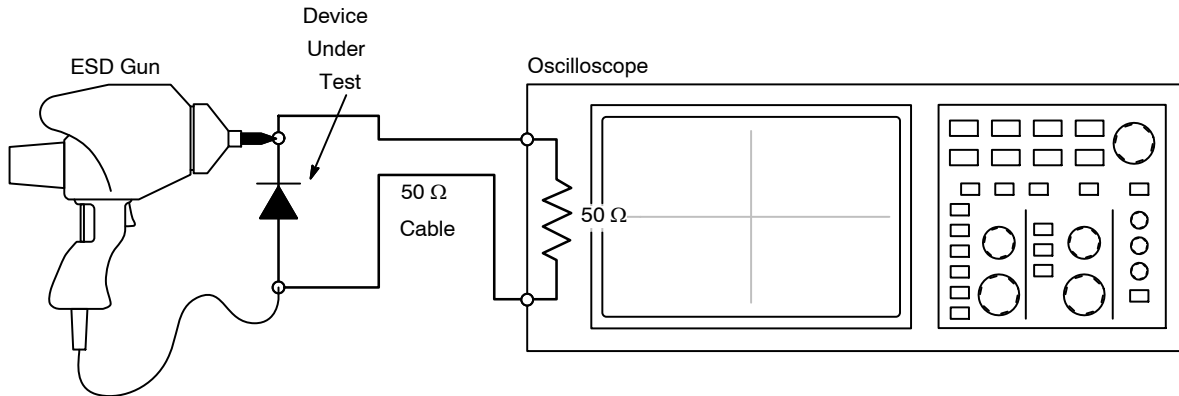 Device
Under
Test
ESD Gun
Oscilloscope
50 Ω
Cable
50 Ω